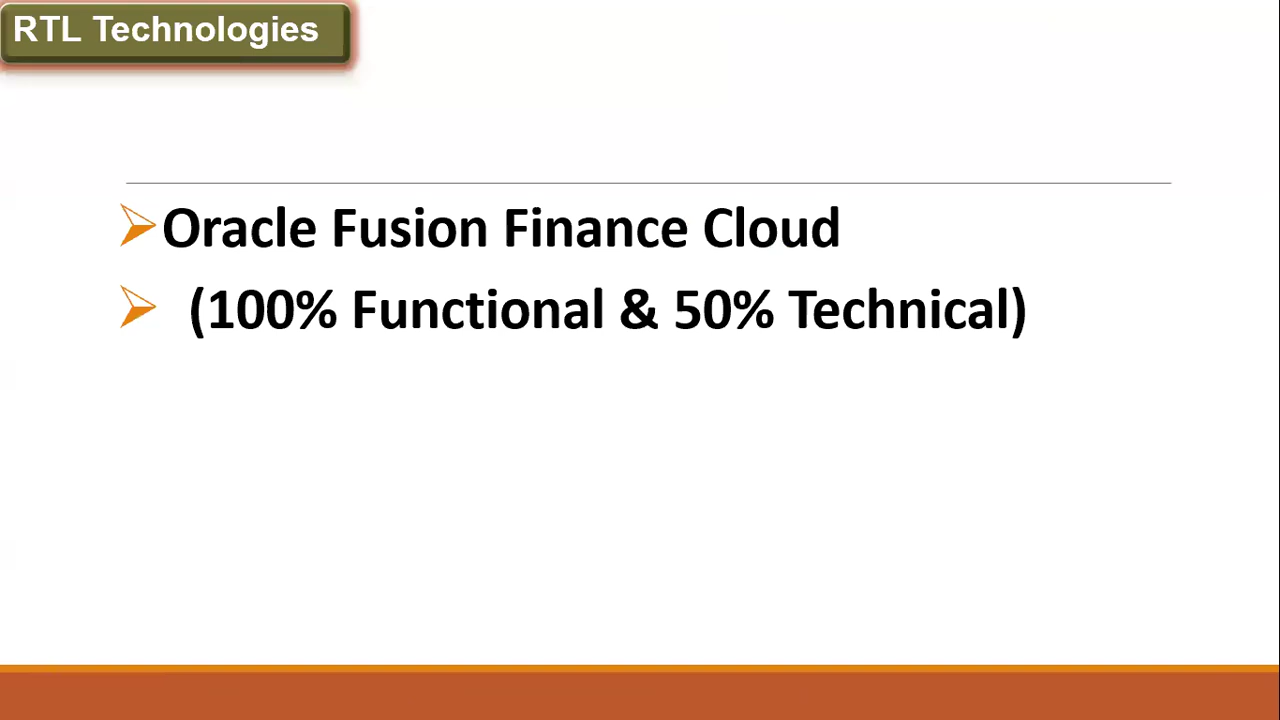 RTL Technologies
Oracle Fusion Finance Cloud
(100% Functional & 50% Technical)